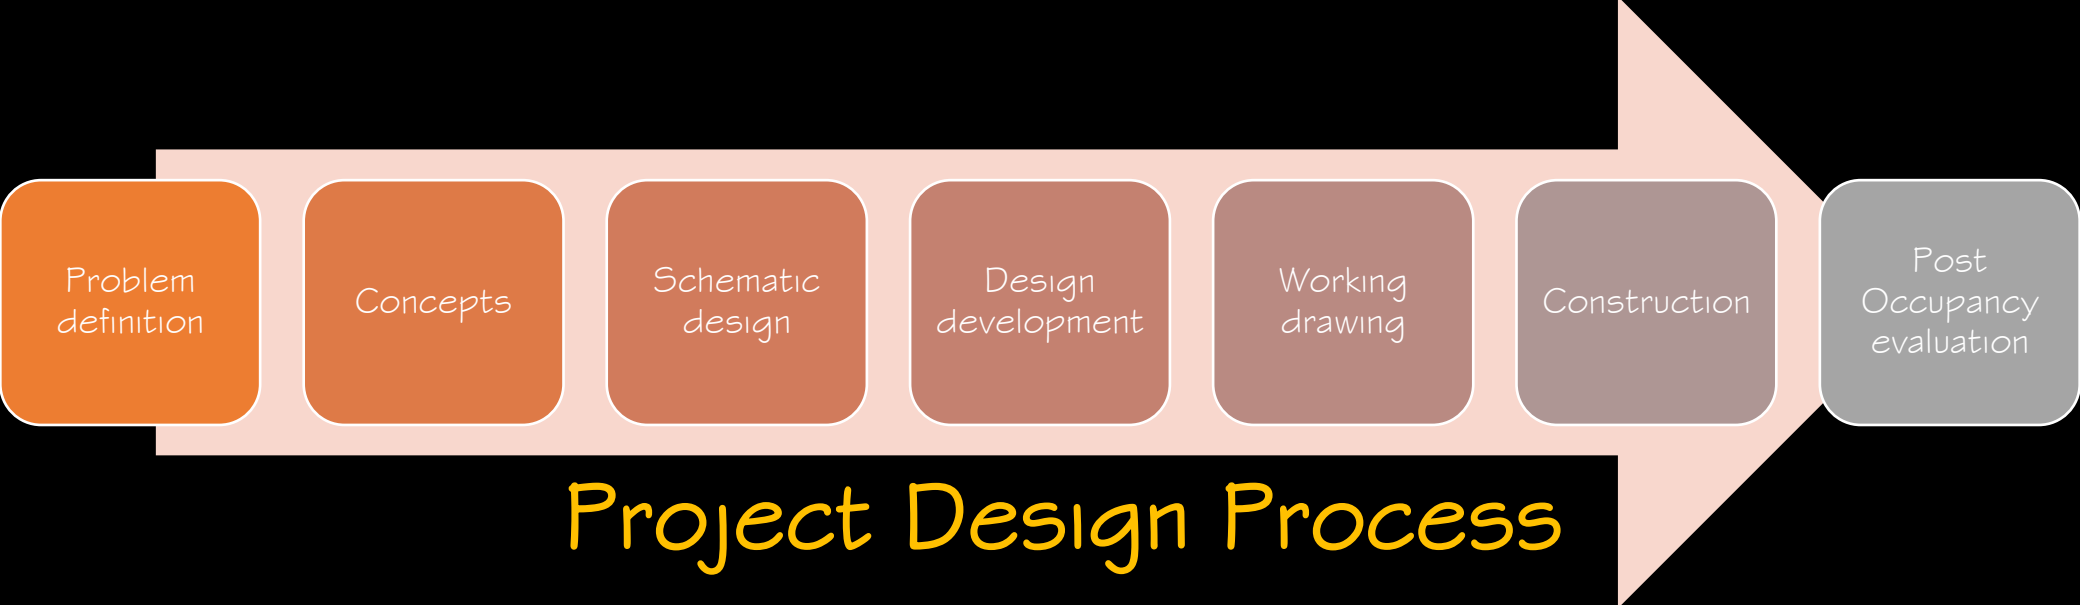 Problem
definition
Concepts
Schematic
design
Design
development
Working
drawing
Construction
Post
Occupancy
evaluation
Project Design Process